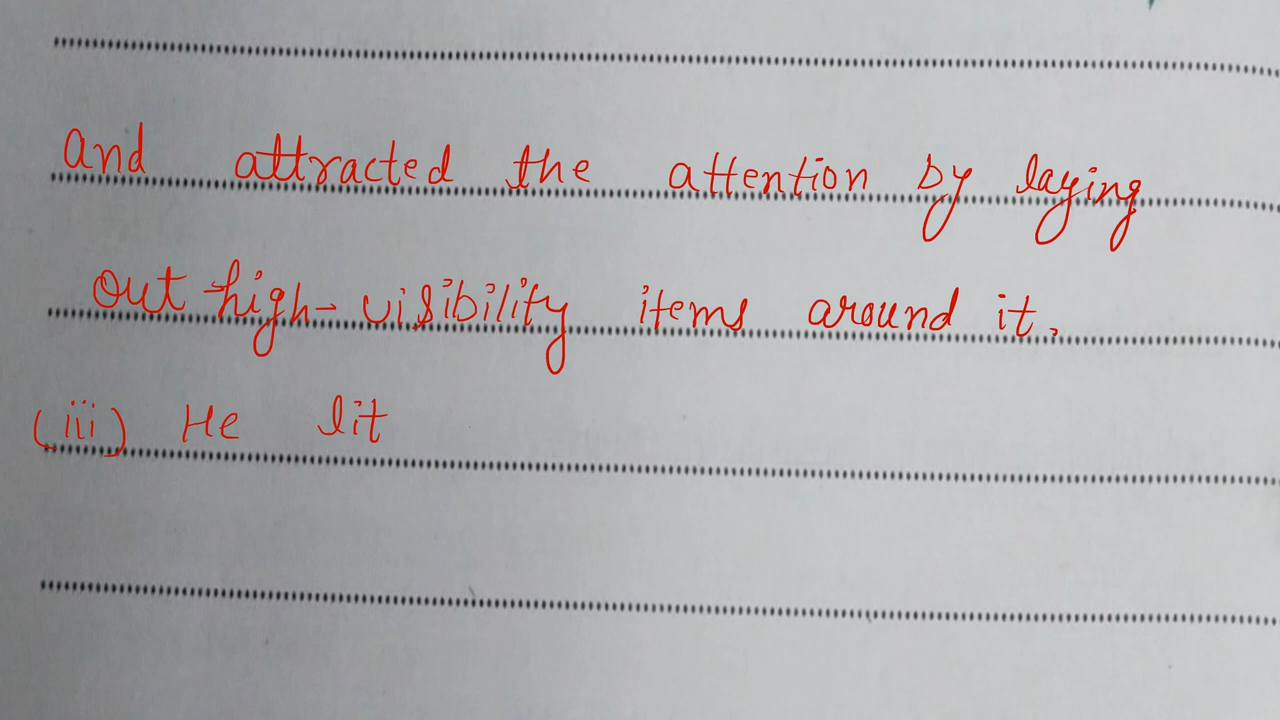 and attracted the attention by laying
out high-visibility items around it.
(iii) He lit